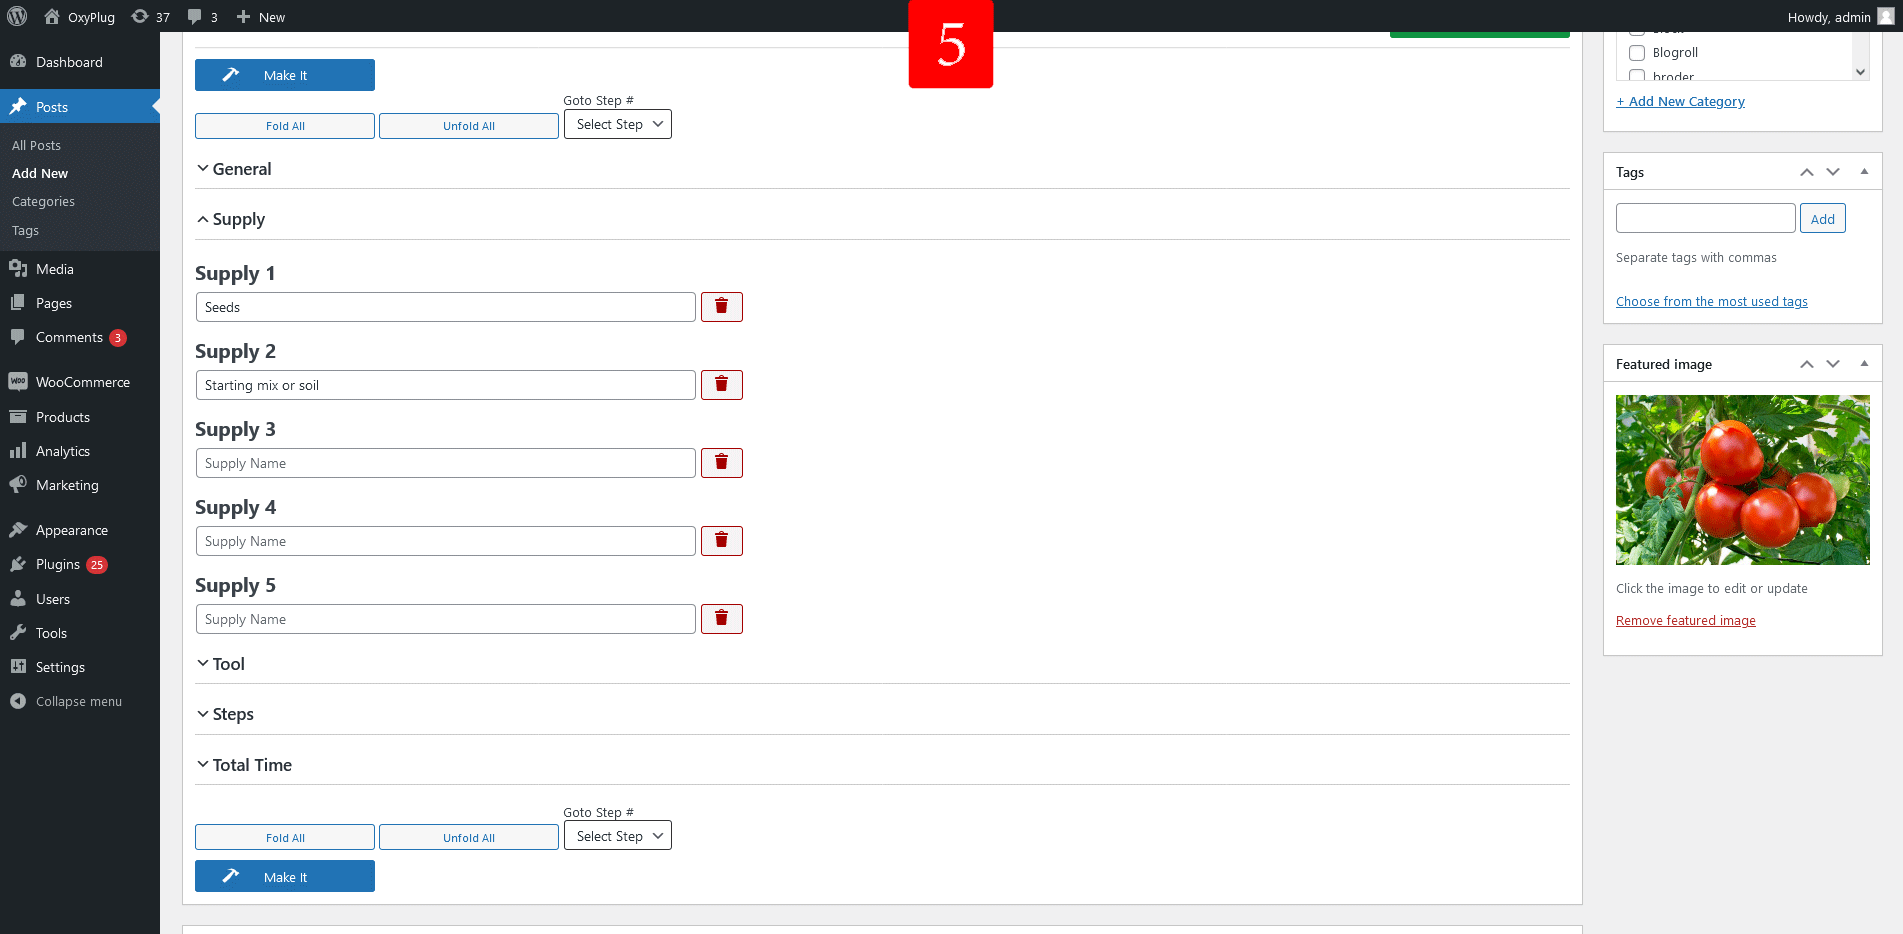 OxyPlug 37 3 New
Howdy, admin
5
Dashboard
Posts
All Posts
Add New
Categories
Tags
Media
Pages
Comments 3
WooCommerce
Products
Analytics
Marketing
Appearance
Plugins 25
Users
Tools
Settings
Collapse menu
Make It
Goto Step #
Fold All Unfold All Select Step
General
Supply
Supply 1
Seeds
Supply 2
Starting mix or soil
Supply 3
Supply Name
Supply 4
Supply Name
Supply 5
Supply Name
Tool
Steps
Total Time
Goto Step #
Fold All Unfold All Select Step
Make It
Blogroll
broder
+ Add New Category
Tags
Add
Separate tags with commas
Choose from the most used tags
Featured image
Click the image to edit or update
Remove featured image